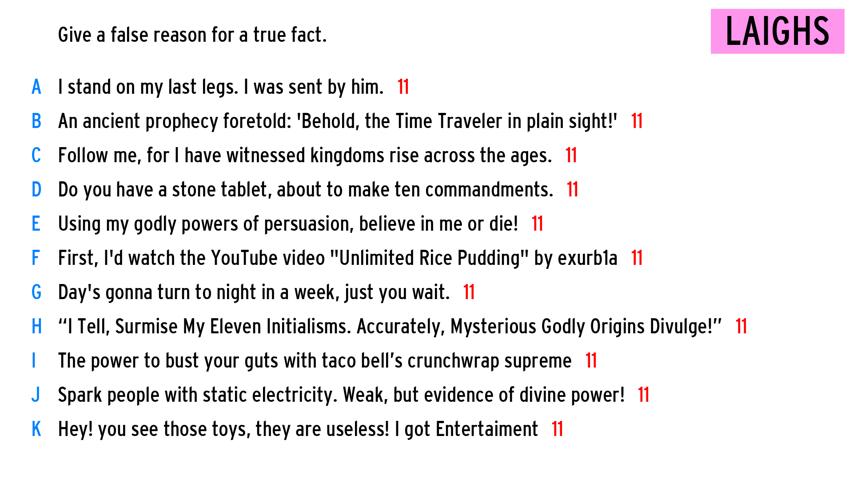 Give a false reason for a true fact.
LAIGHS
A I stand on my last legs. I was sent by him. 11
B An ancient prophecy foretold: 'Behold, the Time Traveler in plain sight!' 11
C Follow me, for I have witnessed kingdoms rise across the ages. 11
D Do you have a stone tablet, about to make ten commandments. 11
E Using my godly powers of persuasion, believe in me or die! 11
F First, I'd watch the YouTube video "Unlimited Rice Pudding" by exurb1a 11
G Day's gonna turn to night in a week, just you wait. 11
H “I Tell, Surmise My Eleven Initialisms. Accurately, Mysterious Godly Origins Divulge!” 11
I The power to bust your guts with taco bell’s crunchwrap supreme 11
J Spark people with static electricity. Weak, but evidence of divine power! 11
K Hey! you see those toys, they are useless! I got Entertaiment 11